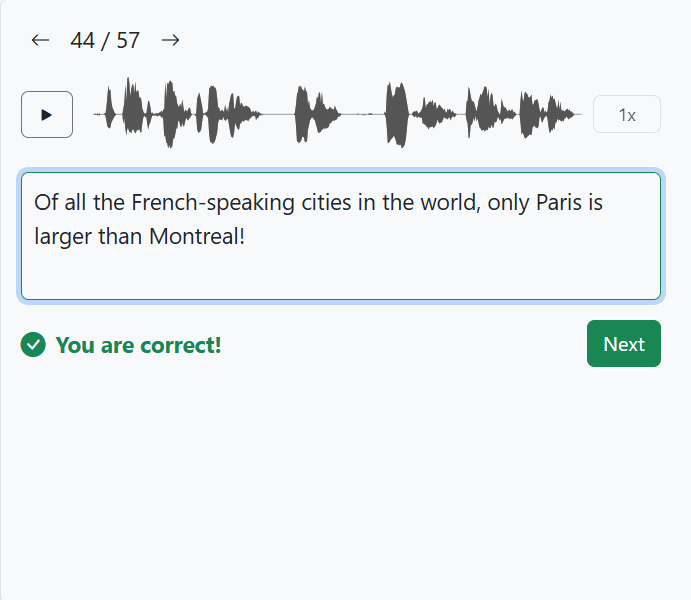 44 / 57
1x
Of all the French-speaking cities in the world, only Paris is
larger than Montreal!
You are correct!
Next